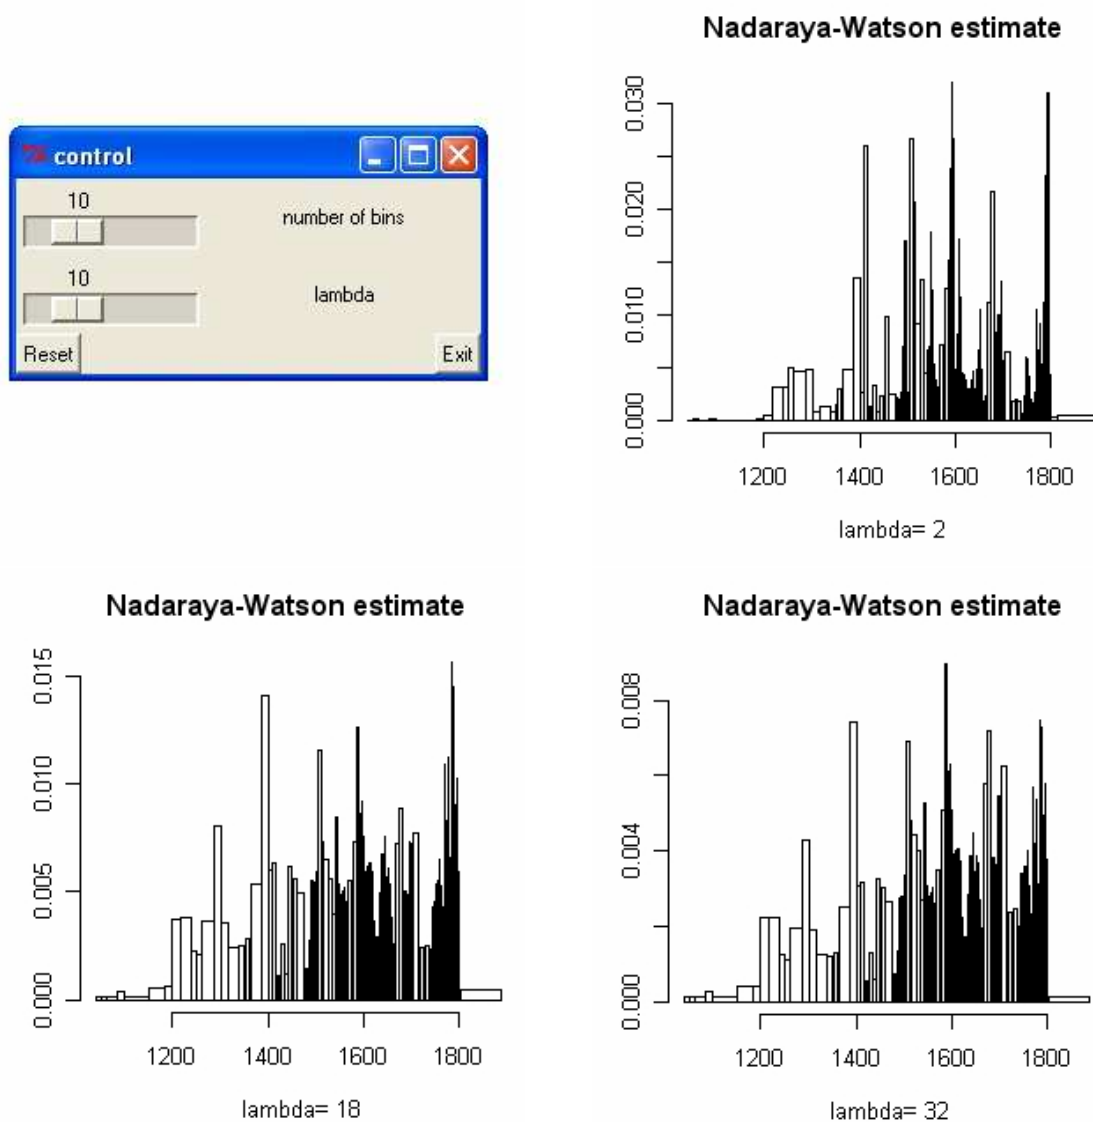 control
10
number of bins
10
lambda
Reset
Exit
Nadaraya-Watson estimate
0.030
0.020
0.010
0.000
1200 1400 1600 1800
lambda= 2
Nadaraya-Watson estimate
0.015
0.010
0.005
0.000
1200 1400 1600 1800
lambda= 18
Nadaraya-Watson estimate
0.008
0.004
0.000
1200 1400 1600 1800
lambda= 32